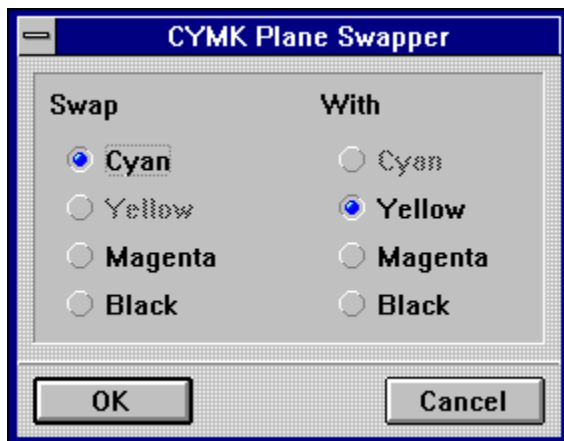 CYMK Plane Swapper
Swap With
Cyan Cyan
Yellow Yellow
Magenta Magenta
Black Black
OK Cancel